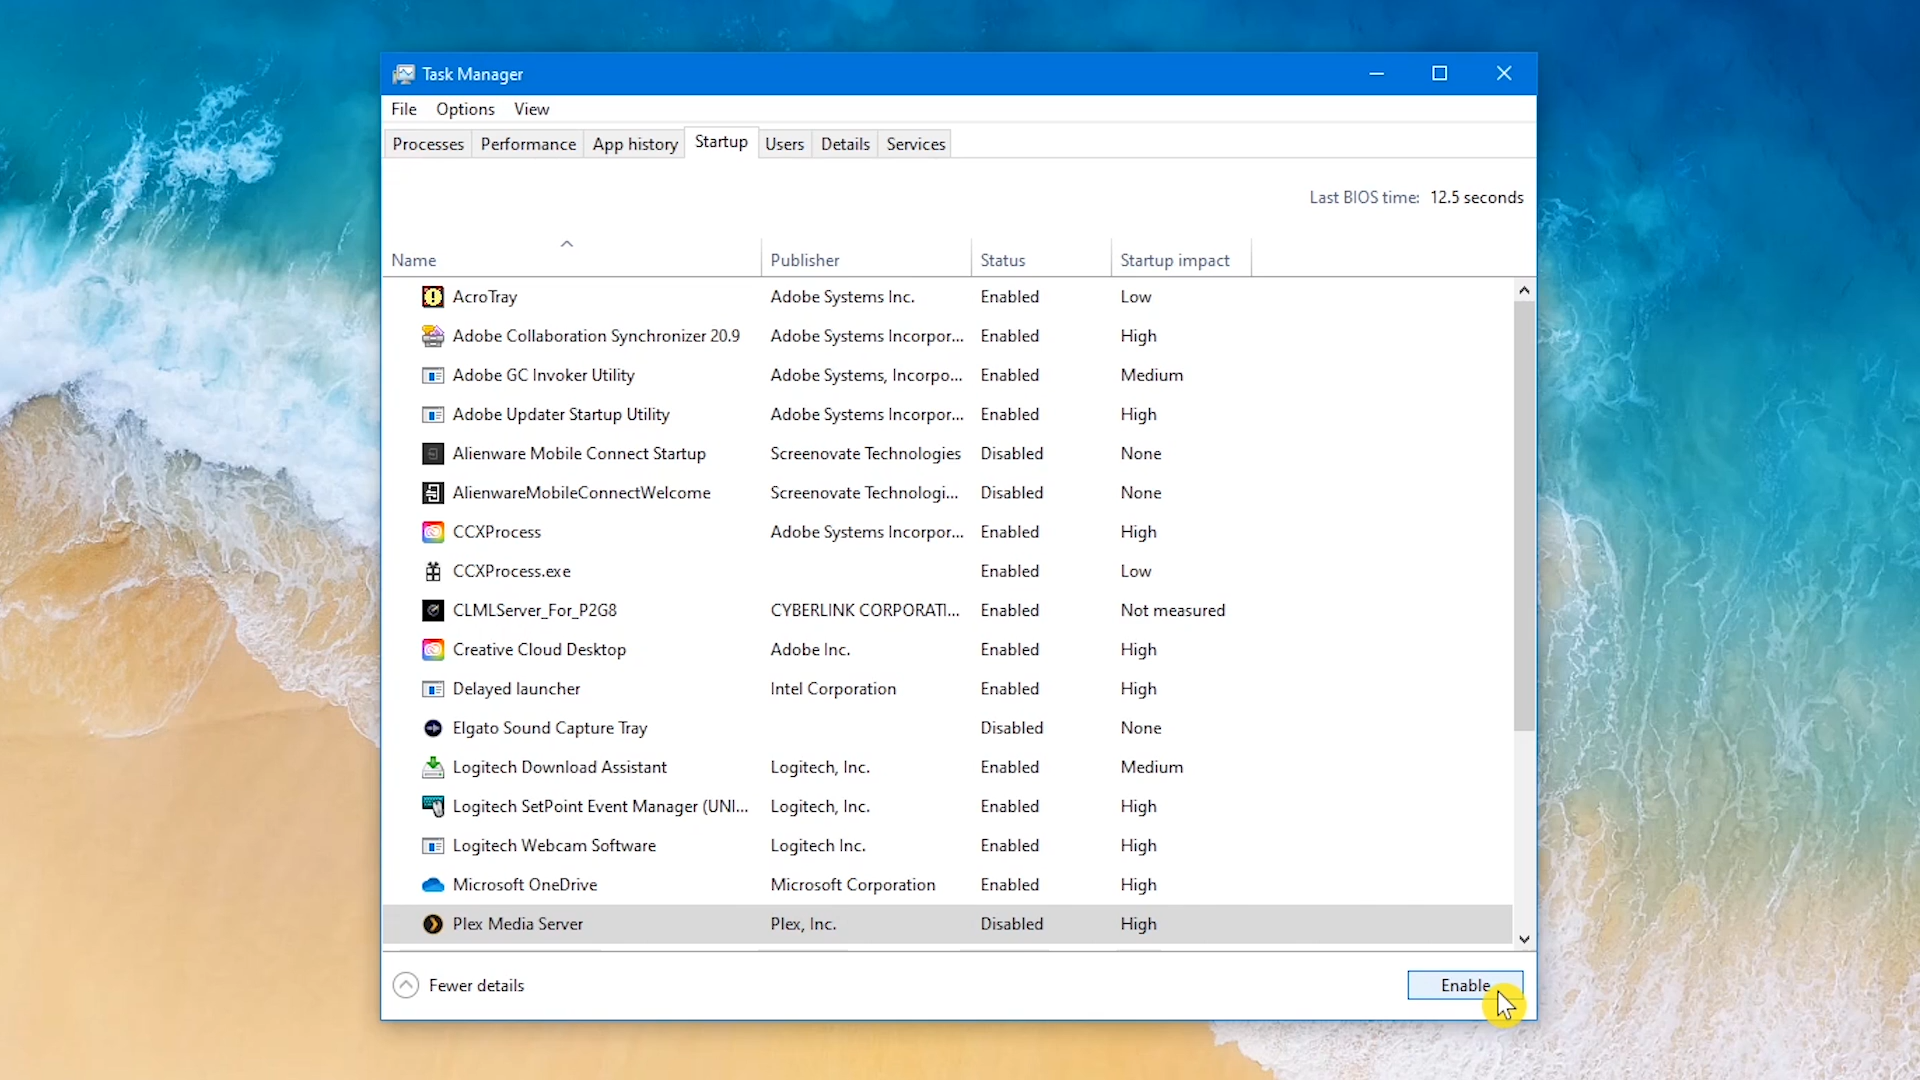 Task Manager
File Options View
Processes Performance App history Startup Users Details Services
Last BIOS time: 12.5 seconds
Name Publisher Status Startup impact
AcroTray Adobe Systems Inc. Enabled Low
Adobe Collaboration Synchronizer 20.9 Adobe Systems Incorpor... Enabled High
Adobe GC Invoker Utility Adobe Systems, Incorpo... Enabled Medium
Adobe Updater Startup Utility Adobe Systems Incorpor... Enabled High
Alienware Mobile Connect Startup Screenovate Technologies Disabled None
AlienwareMobileConnectWelcome Screenovate Technologi... Disabled None
CCXProcess Adobe Systems Incorpor... Enabled High
CCXProcess.exe Enabled Low
CLMLServer_For_P2G8 CYBERLINK CORPORATI... Enabled Not measured
Creative Cloud Desktop Adobe Inc. Enabled High
Delayed launcher Intel Corporation Enabled High
Elgato Sound Capture Tray Disabled None
Logitech Download Assistant Logitech, Inc. Enabled Medium
Logitech SetPoint Event Manager (UNI... Logitech, Inc. Enabled High
Logitech Webcam Software Logitech Inc. Enabled High
Microsoft OneDrive Microsoft Corporation Enabled High
Plex Media Server Plex, Inc. Disabled High
Fewer details Enable